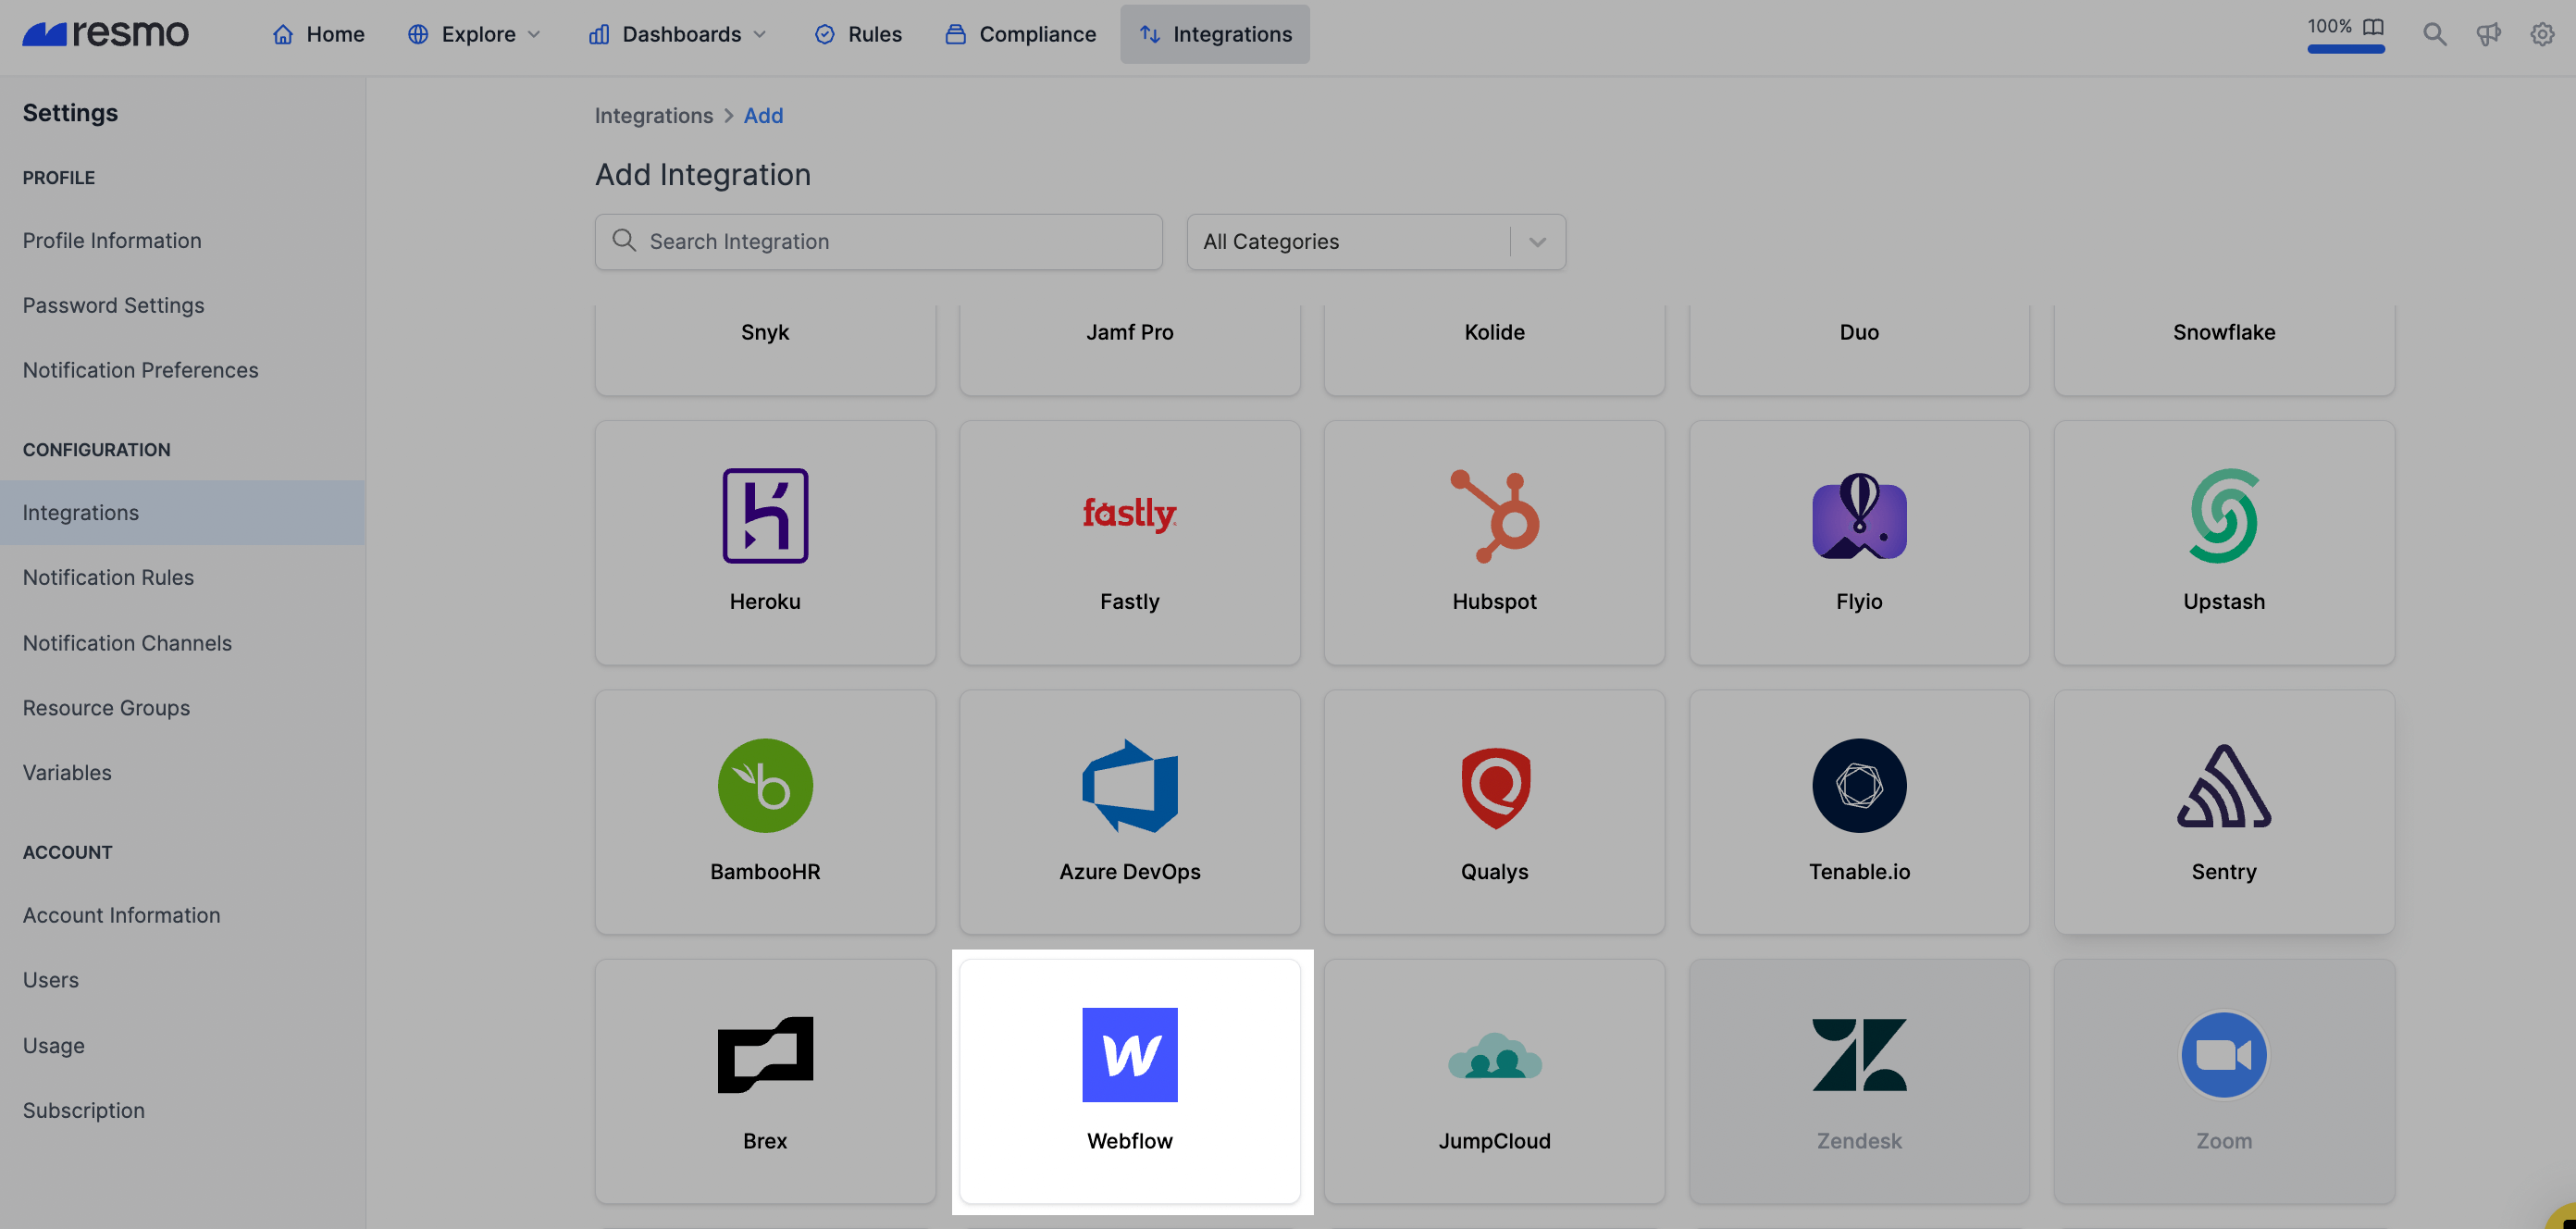 resmo
Home
Explore
Dashboards
Rules
Compliance
Integrations
100%
Settings
PROFILE
Profile Information
Password Settings
Notification Preferences
CONFIGURATION
Integrations
Notification Rules
Notification Channels
Resource Groups
Variables
ACCOUNT
Account Information
Users
Usage
Subscription
Integrations > Add
Add Integration
Search Integration
All Categories
Snyk
Jamf Pro
Kolide
Duo
Snowflake
fastly
Heroku
Fastly
Hubspot
Flyio
Upstash
b
BambooHR
Azure DevOps
Qualys
Tenable.io
Sentry
W
Brex
Webflow
JumpCloud
Zendesk
Zoom